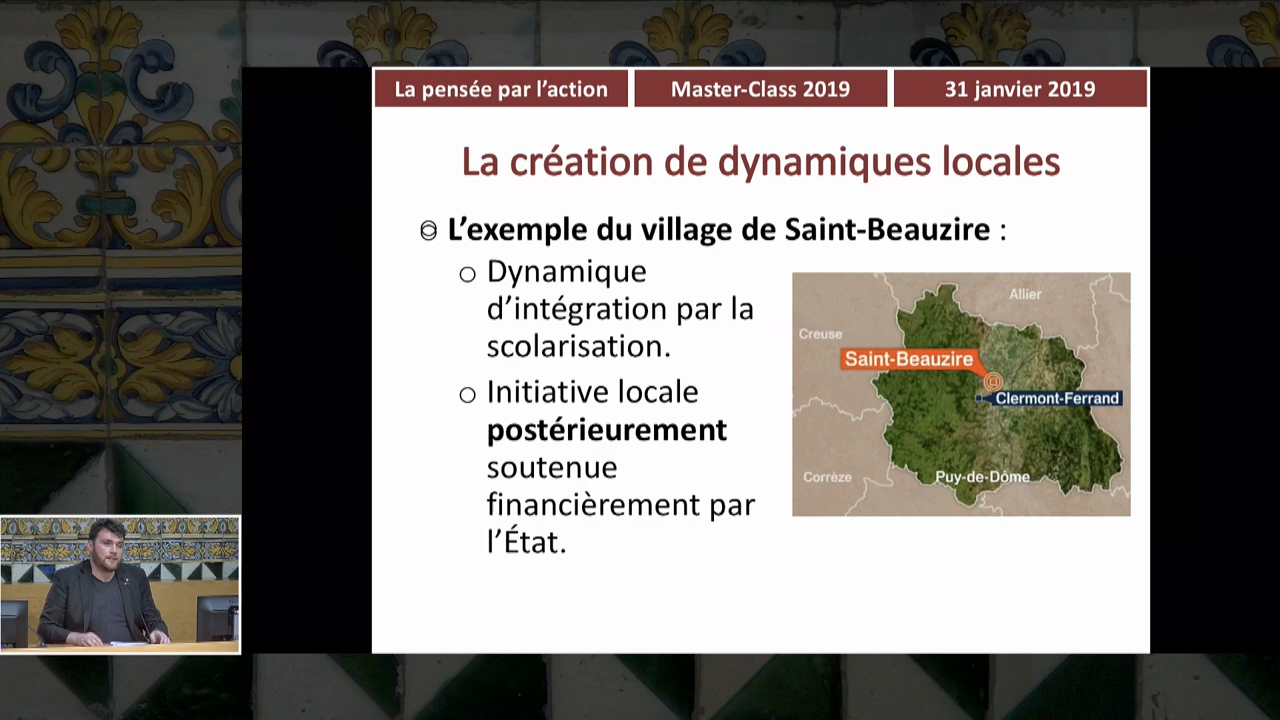 La pensée par l'action
Master-Class 2019
31 janvier 2019
La création de dynamiques locales
L'exemple du village de Saint-Beauzire :
Dynamique
d'intégration par la
scolarisation.
Initiative locale
postérieurement
soutenue
financièrement par
l'État.
Allier
Creuse
Saint-Beauzire
Clermont-Ferrand
Corrèze
Puy-de-Dôme